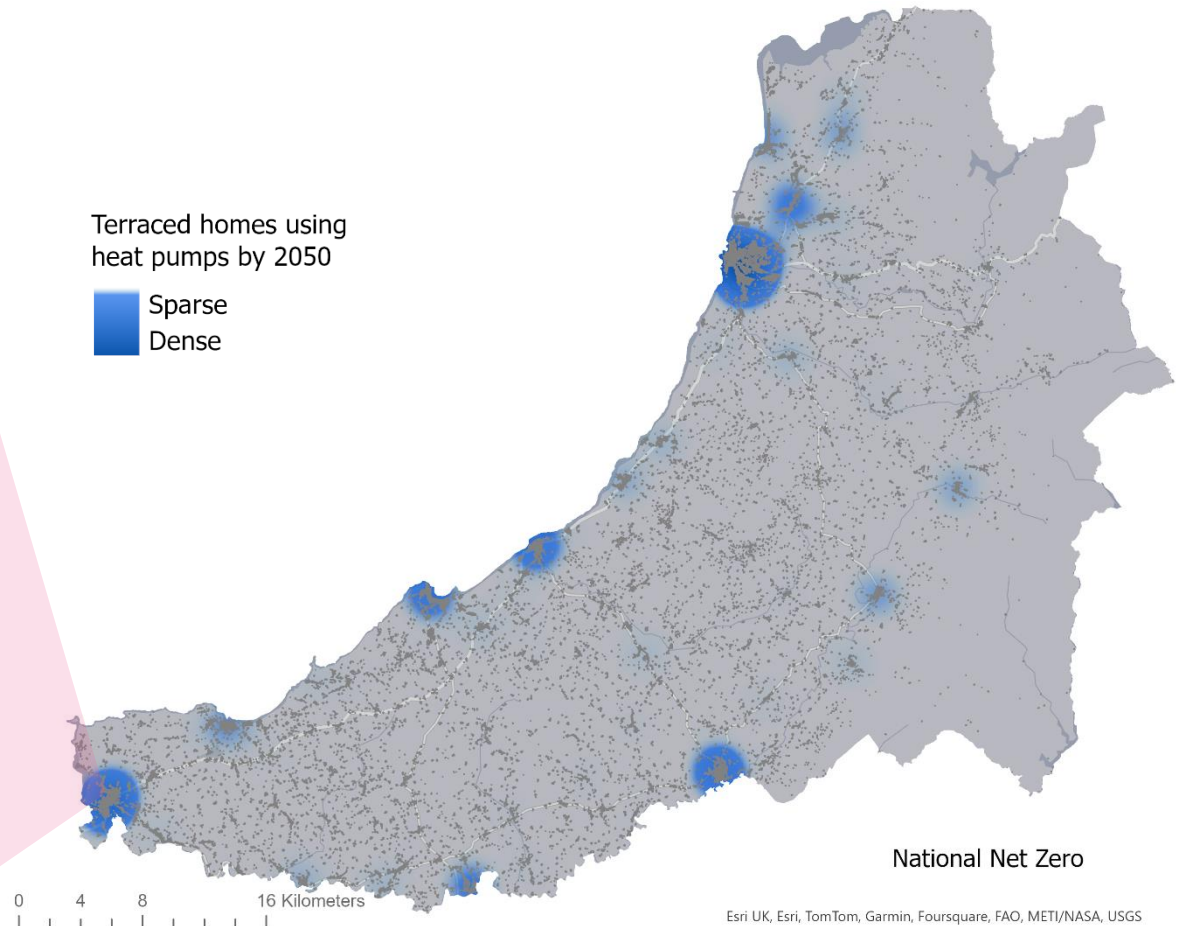 Terraced homes using
heat pumps by 2050
Sparse
Dense
National Net Zero
0 4 8 16 Kilometers
Esri UK, Esri, TomTom, Garmin, Foursquare, FAO, METI/NASA, USGS